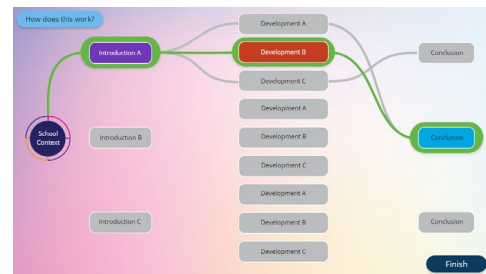 How does this work?
Development A
Introduction A
Development B
Conclusion
Development C
Development A
School
Context
Introduction B
Development B
Conclusion
Development C
Development A
Introduction C
Development B
Conclusion
Development C
Finish